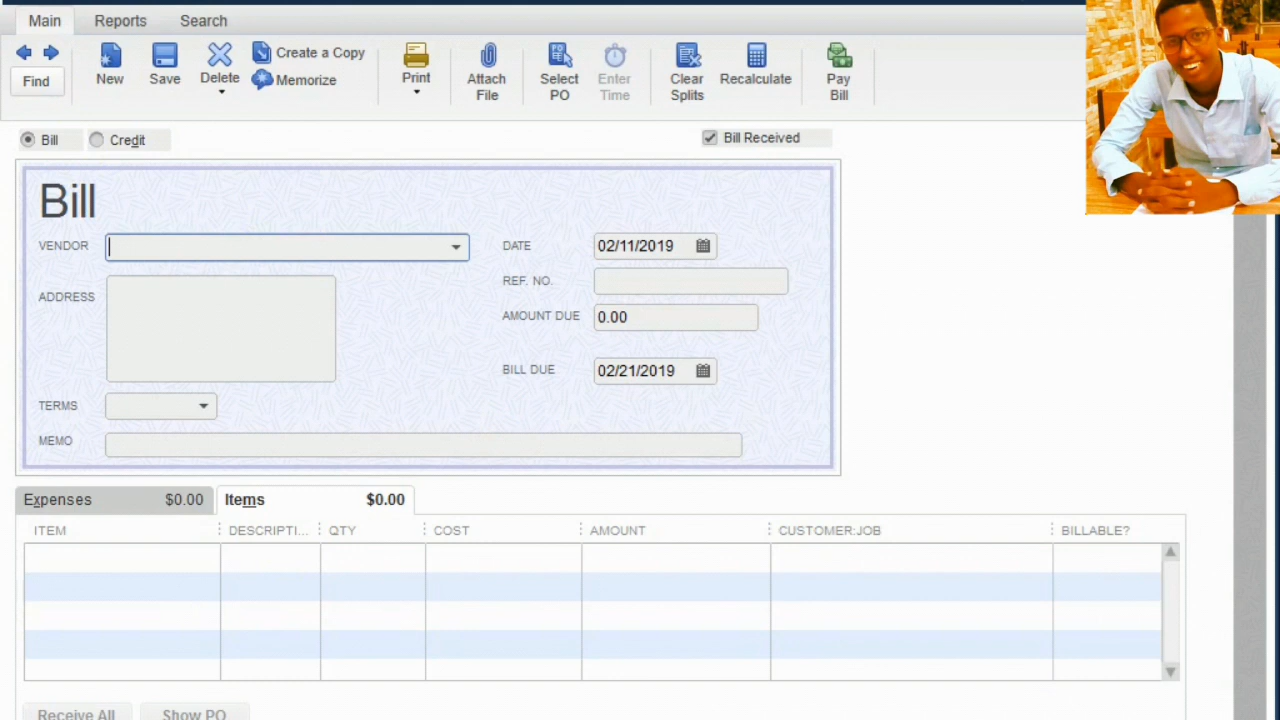 Main Reports Search
Find New Save Delete Create a Copy Memorize Print Attach File Select PO Enter Time Clear Splits Recalculate Pay Bill
Bill Credit Bill Received
Bill
VENDOR DATE 02/11/2019
REF. NO.
ADDRESS
AMOUNT DUE 0.00
BILL DUE 02/21/2019
TERMS
MEMO
Expenses $0.00 Items $0.00
ITEM DESCRIPTI... QTY COST AMOUNT CUSTOMER:JOB BILLABLE?
Receive All Show PO